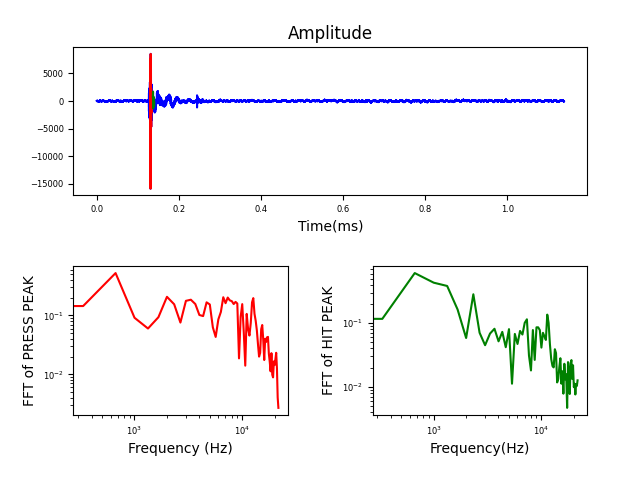 Amplitude
5000
0
−5000
−10000
−15000
0.0 0.2 0.4 0.6 0.8 1.0
Time(ms)
FFT of PRESS PEAK
10⁻¹
10⁻²
10³ 10⁴
Frequency (Hz)
FFT of HIT PEAK
10⁻¹
10⁻²
10³ 10⁴
Frequency(Hz)